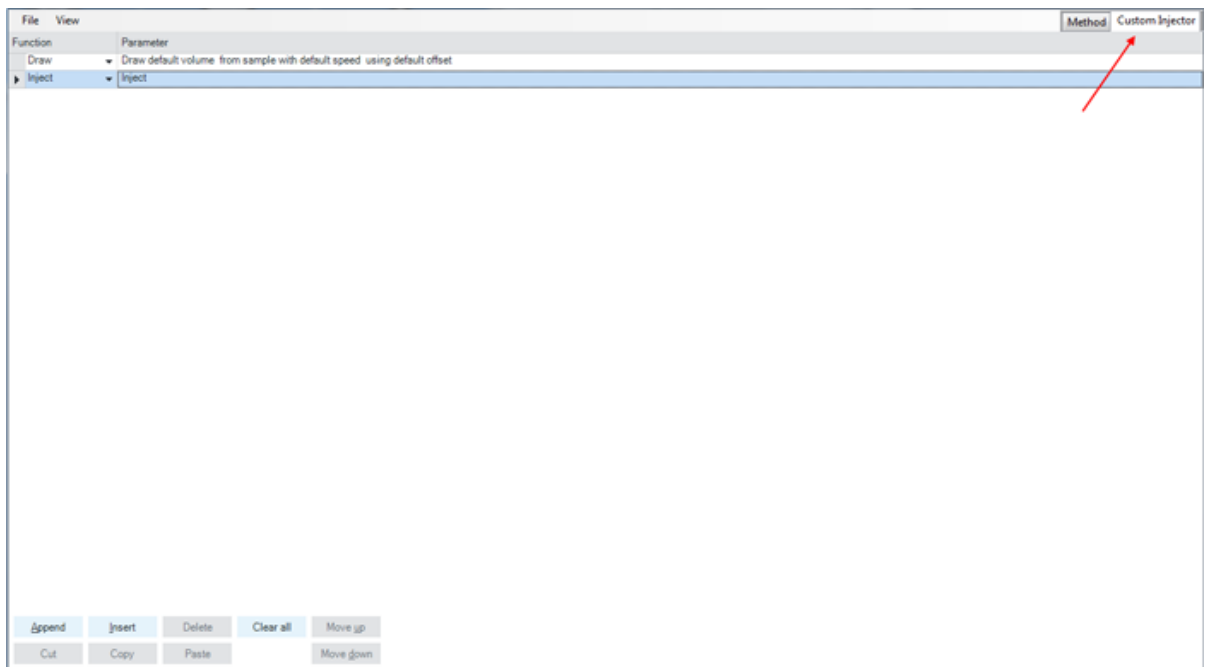 File View Method Custom Injector
Function Parameter
Draw Draw default volume from sample with default speed using default offset
Inject Inject
Append Insert Delete Clear all Move up
Cut Copy Paste Move down